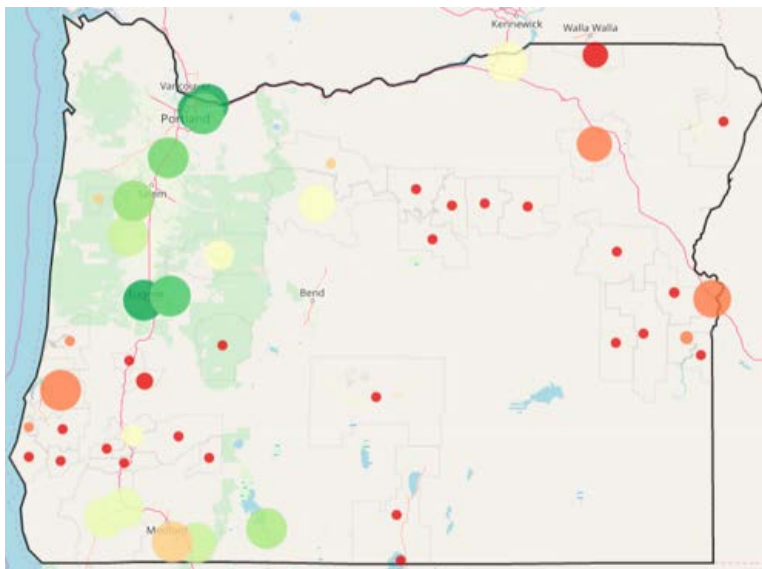 Kennewick
Walla Walla
Vancouver
Portland
Salem
Eugene
Bend
Medford